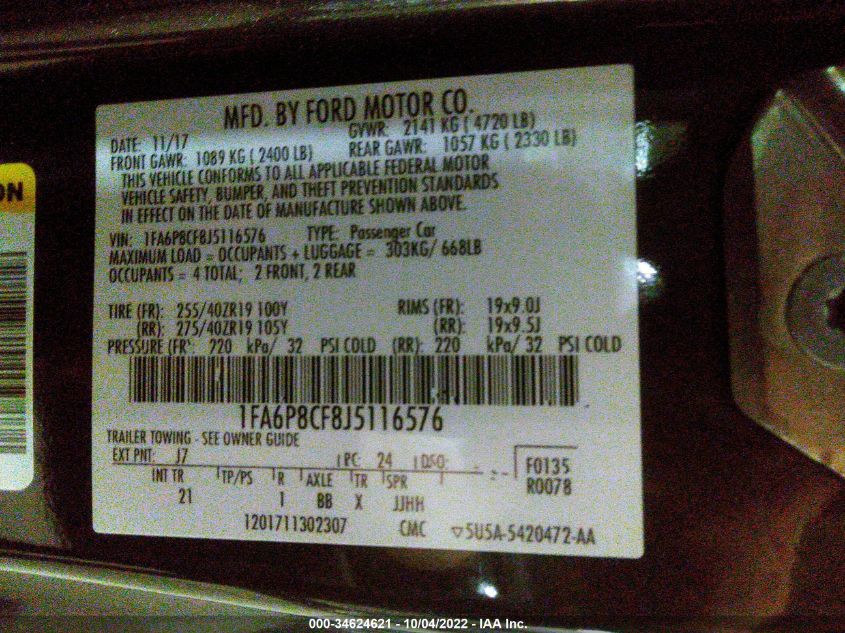 MFD. BY FORD MOTOR CO.
DATE: 11/17 GVWR: 2141 KG ( 4720 LB)
FRONT GAWR: 1089 KG ( 2400 LB) REAR GAWR: 1057 KG ( 2330 LB)
THIS VEHICLE CONFORMS TO ALL APPLICABLE FEDERAL MOTOR
VEHICLE SAFETY, BUMPER, AND THEFT PREVENTION STANDARDS
IN EFFECT ON THE DATE OF MANUFACTURE SHOWN ABOVE.
VIN: 1FA6P8CF8J5116576 TYPE: Passenger Car
MAXIMUM LOAD = OCCUPANTS + LUGGAGE = 303KG/ 668LB
OCCUPANTS = 4 TOTAL; 2 FRONT, 2 REAR
TIRE (FR): 255/40ZR19 100Y RIMS (FR): 19x9.0J
(RR): 275/40ZR19 105Y (RR): 19x9.5J
PRESSURE (FR): 220 kPa/ 32 PSI COLD (RR): 220 kPa/ 32 PSI COLD
1FA6P8CF8J5116576
TRAILER TOWING - SEE OWNER GUIDE
EXT PNT: J7 RC: 24 DSO: F0135
INT TR TP/PS R AXLE TR SPR R0078
21 1 BB X JJHH
1201711302307 CMC ▽5U5A-5420472-AA
ON
000-34624621 - 10/04/2022 - IAA Inc.